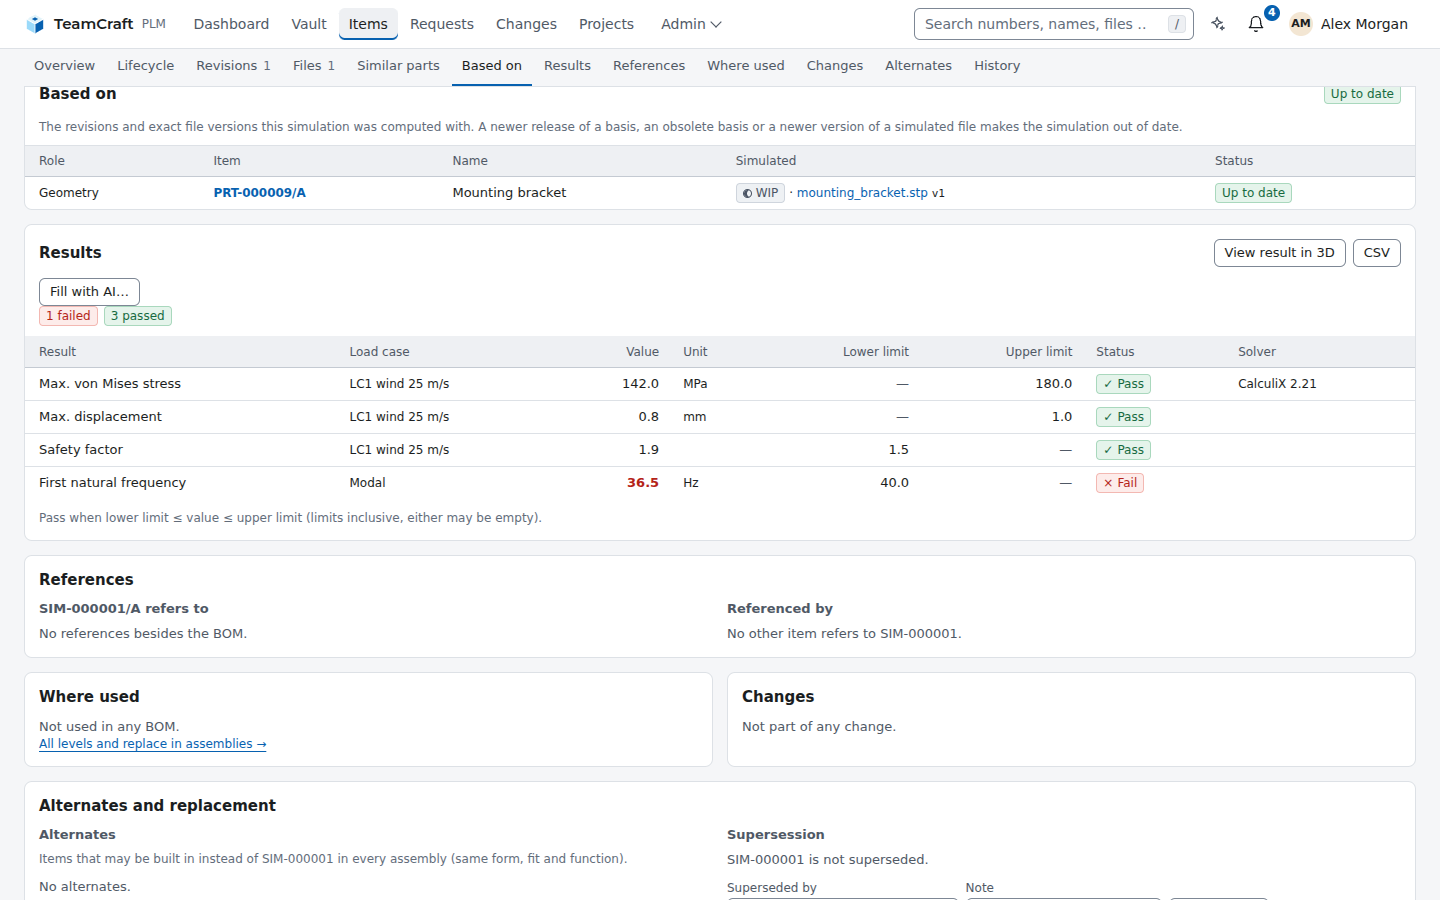 TeamCraft PLM Dashboard Vault Items Requests Changes Projects Admin Search numbers, names, files .. / 4 AM Alex Morgan
Overview Lifecycle Revisions 1 Files 1 Similar parts Based on Results References Where used Changes Alternates History
Based on Up to date
The revisions and exact file versions this simulation was computed with. A newer release of a basis, an obsolete basis or a newer version of a simulated file makes the simulation out of date.
Role Item Name Simulated Status
Geometry PRT-000009/A Mounting bracket WIP · mounting_bracket.stp v1 Up to date
Results View result in 3D CSV
Fill with AI...
1 failed 3 passed
Result Load case Value Unit Lower limit Upper limit Status Solver
Max. von Mises stress LC1 wind 25 m/s 142.0 MPa — 180.0 ✓ Pass CalculiX 2.21
Max. displacement LC1 wind 25 m/s 0.8 mm — 1.0 ✓ Pass
Safety factor LC1 wind 25 m/s 1.9 1.5 — ✓ Pass
First natural frequency Modal 36.5 Hz 40.0 — × Fail
Pass when lower limit ≤ value ≤ upper limit (limits inclusive, either may be empty).
References
SIM-000001/A refers to Referenced by
No references besides the BOM. No other item refers to SIM-000001.
Where used Changes
Not used in any BOM. Not part of any change.
All levels and replace in assemblies →
Alternates and replacement
Alternates Supersession
Items that may be built in instead of SIM-000001 in every assembly (same form, fit and function). SIM-000001 is not superseded.
No alternates. Superseded by Note